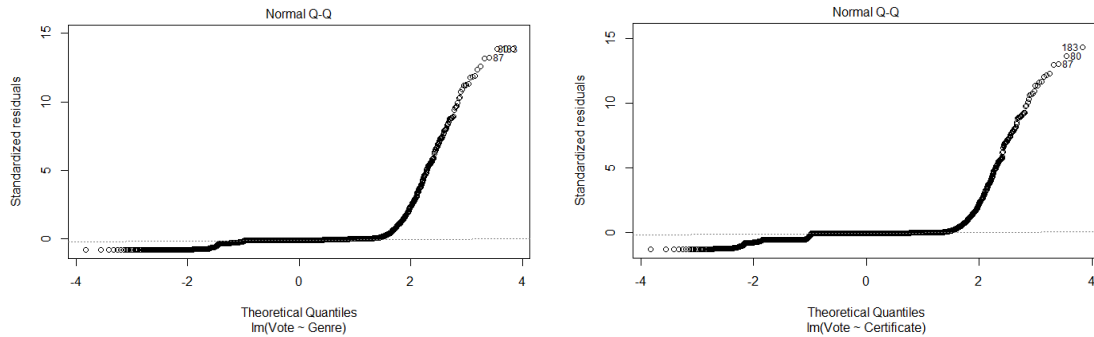 Normal Q-Q
Standardized residuals
15
10
5
0
183
87
-4 -2 0 2 4
Theoretical Quantiles
lm(Vote ~ Genre)
Normal Q-Q
Standardized residuals
15
10
5
0
183
80
87
-4 -2 0 2 4
Theoretical Quantiles
lm(Vote ~ Certificate)